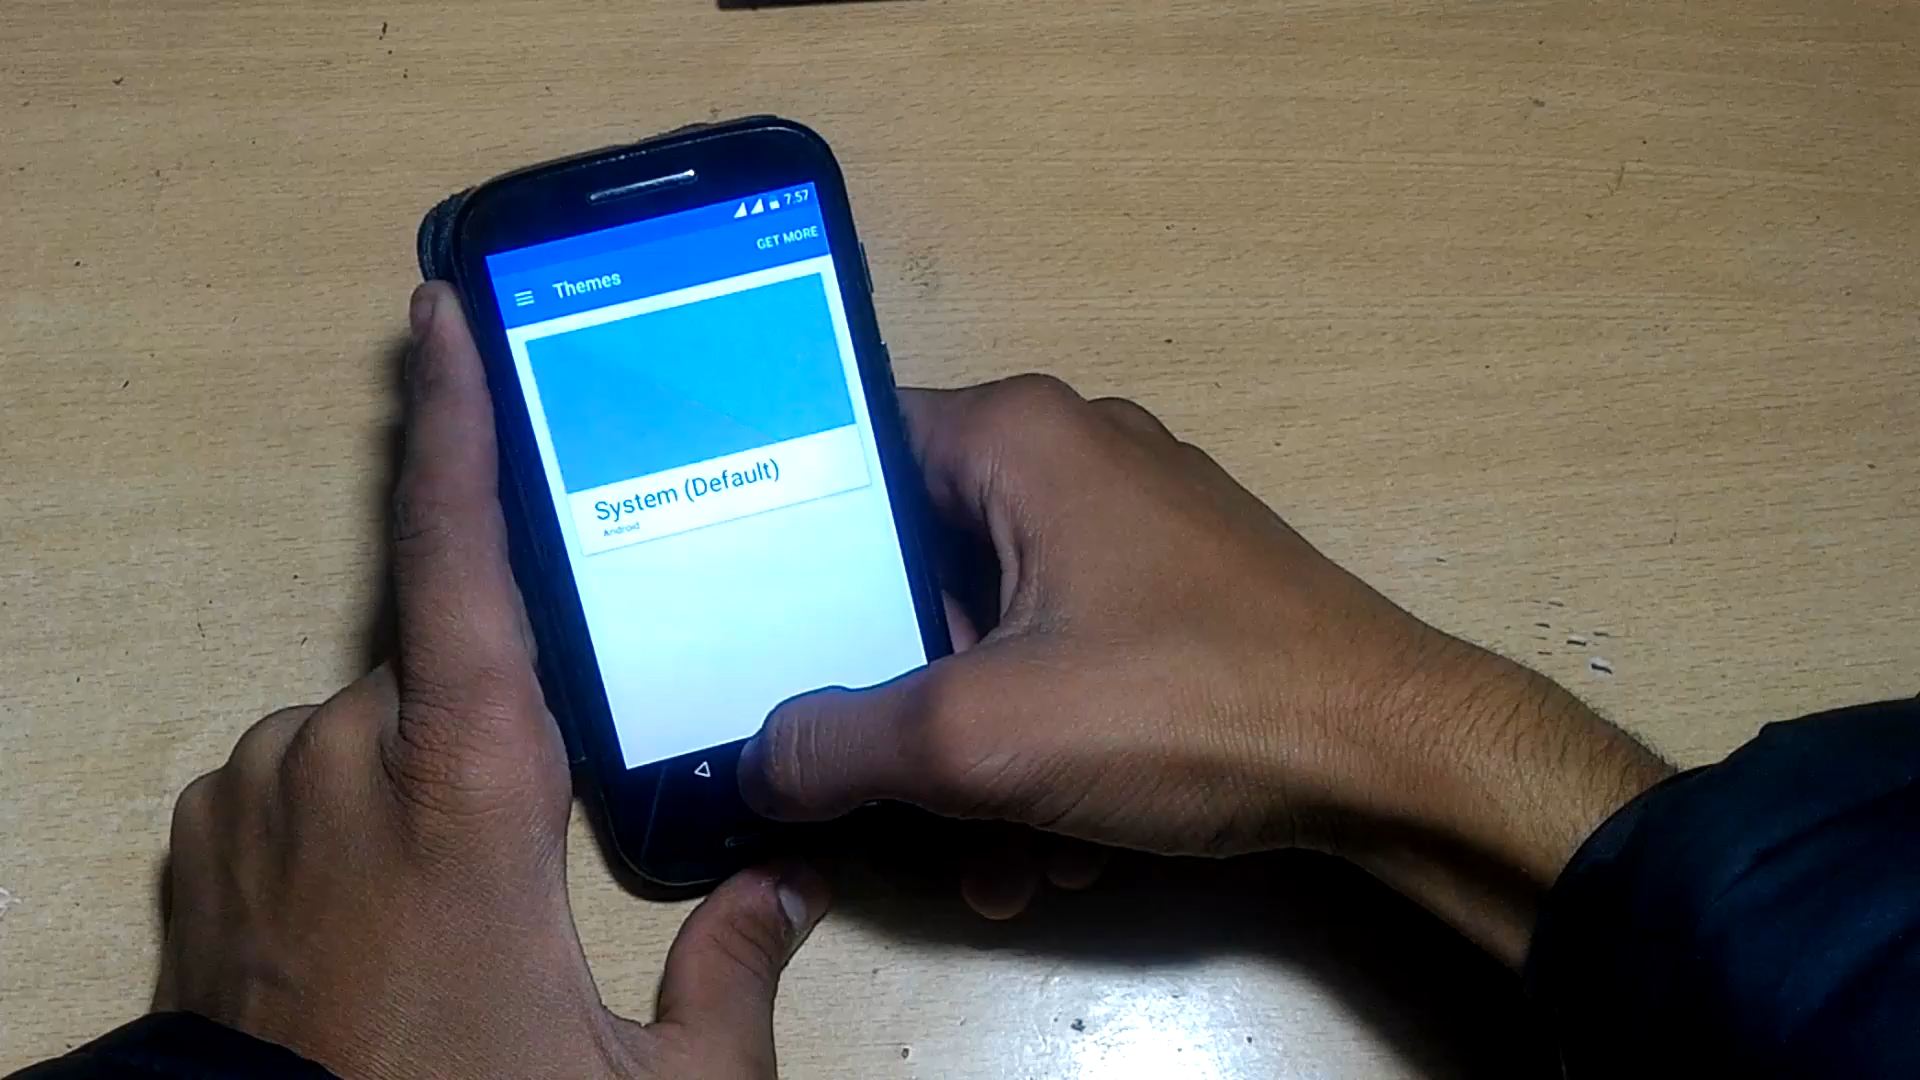 7:57
GET MORE
Themes
System (Default)
Android